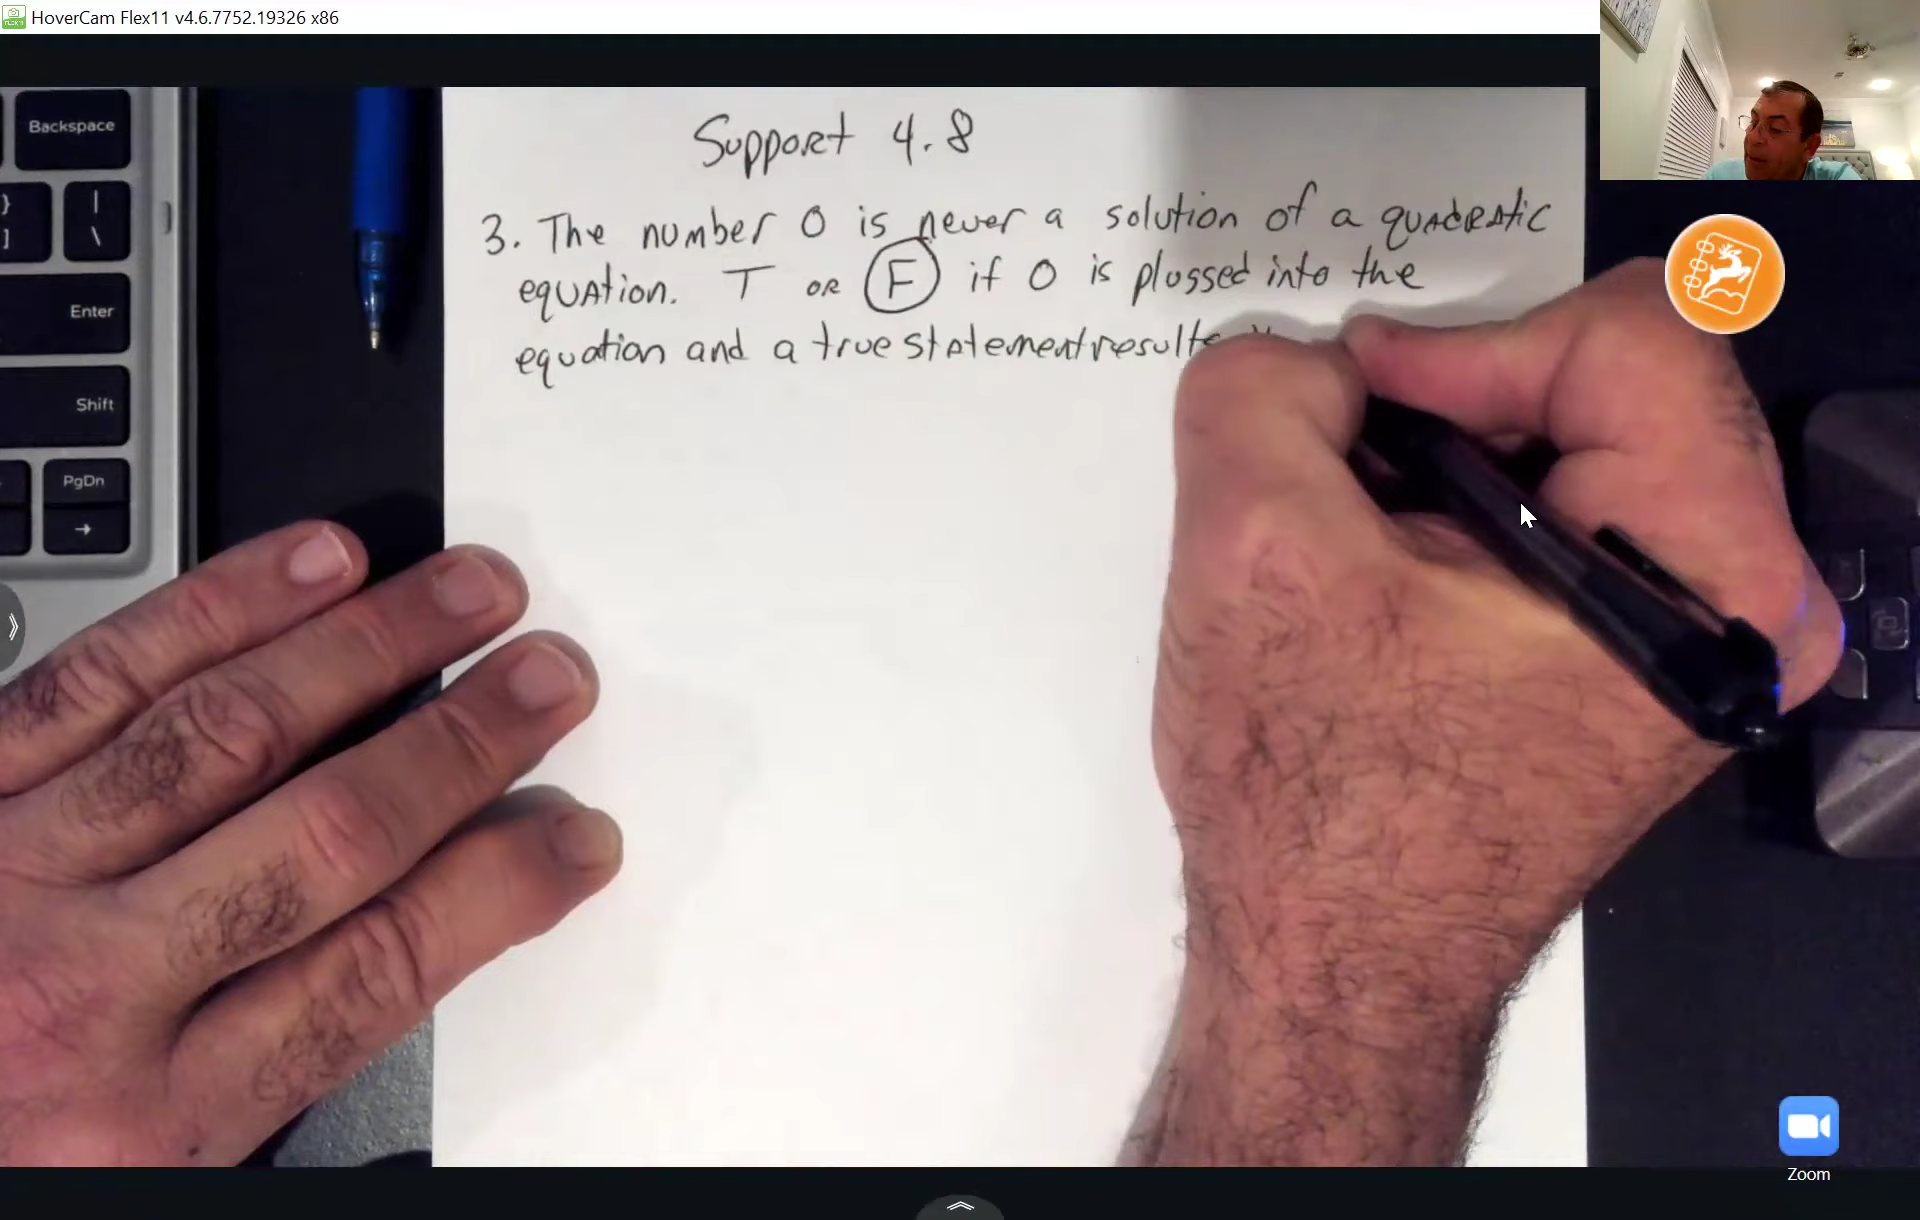 HoverCam Flex11 v4.6.7752.19326 x86
Backspace
}
]
|
\
Enter
Shift
PgDn
Support 4.8
3. The number 0 is never a solution of a quadratic
equation. T or F if 0 is plugged into the
equation and a true statement results
Zoom